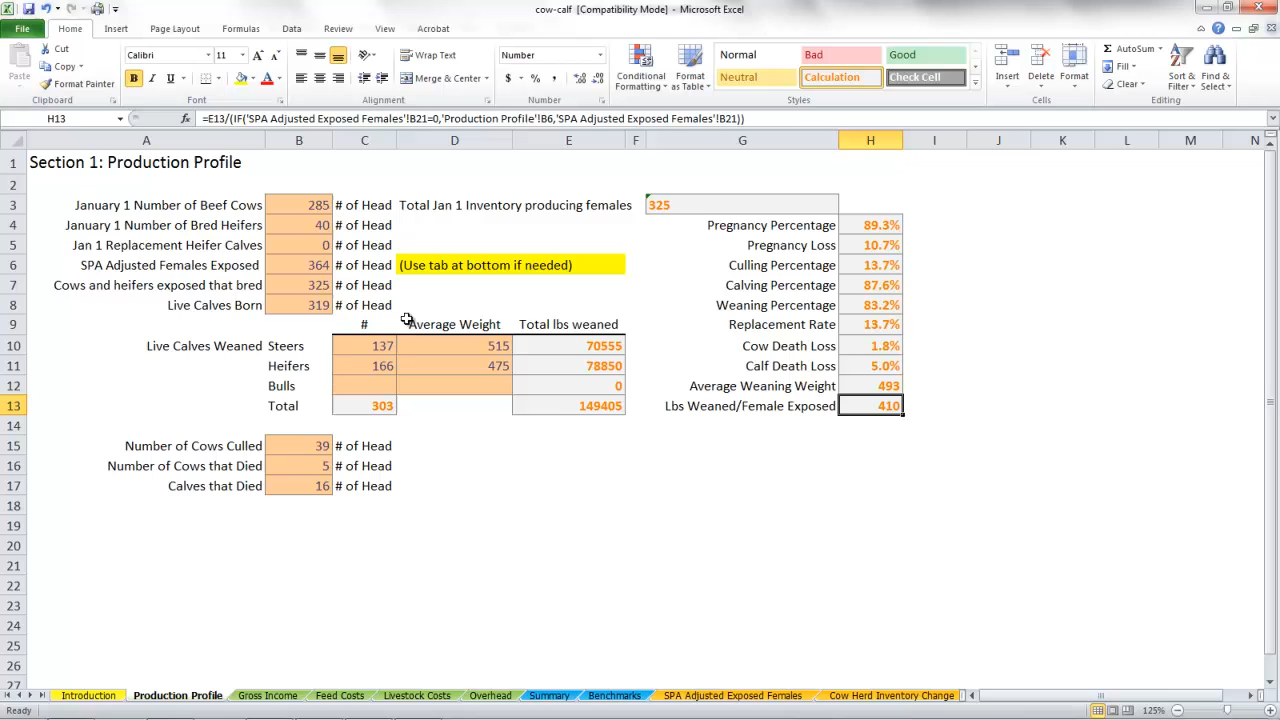 cow-calf [Compatibility Mode] - Microsoft Excel
File Home Insert Page Layout Formulas Data Review View Acrobat
Paste
Cut
Copy
Format Painter
Clipboard
Calibri 11
B I U
Font
Wrap Text
Merge & Center
Alignment
Number
$ % ,
Number
Conditional Formatting
Format as Table
Normal Bad Good
Neutral Calculation Check Cell
Styles
Insert Delete Format
Cells
AutoSum
Fill
Clear
Sort & Filter
Find & Select
Editing
H13 fx =E13/(IF('SPA Adjusted Exposed Females'!B21=0,'Production Profile'!B6,'SPA Adjusted Exposed Females'!B21))
A B C D E F G H I J K L M N
1 Section 1: Production Profile
2
3 January 1 Number of Beef Cows 285 # of Head Total Jan 1 Inventory producing females 325
4 January 1 Number of Bred Heifers 40 # of Head Pregnancy Percentage 89.3%
5 Jan 1 Replacement Heifer Calves 0 # of Head Pregnancy Loss 10.7%
6 SPA Adjusted Females Exposed 364 # of Head (Use tab at bottom if needed) Culling Percentage 13.7%
7 Cows and heifers exposed that bred 325 # of Head Calving Percentage 87.6%
8 Live Calves Born 319 # of Head Weaning Percentage 83.2%
9 # Average Weight Total lbs weaned Replacement Rate 13.7%
10 Live Calves Weaned Steers 137 515 70555 Cow Death Loss 1.8%
11 Heifers 166 475 78850 Calf Death Loss 5.0%
12 Bulls 0 Average Weaning Weight 493
13 Total 303 149405 Lbs Weaned/Female Exposed 410
14
15 Number of Cows Culled 39 # of Head
16 Number of Cows that Died 5 # of Head
17 Calves that Died 16 # of Head
18
19
20
21
22
23
24
25
26
27
Introduction Production Profile Gross Income Feed Costs Livestock Costs Overhead Summary Benchmarks SPA Adjusted Exposed Females Cow Herd Inventory Change
Ready 125%